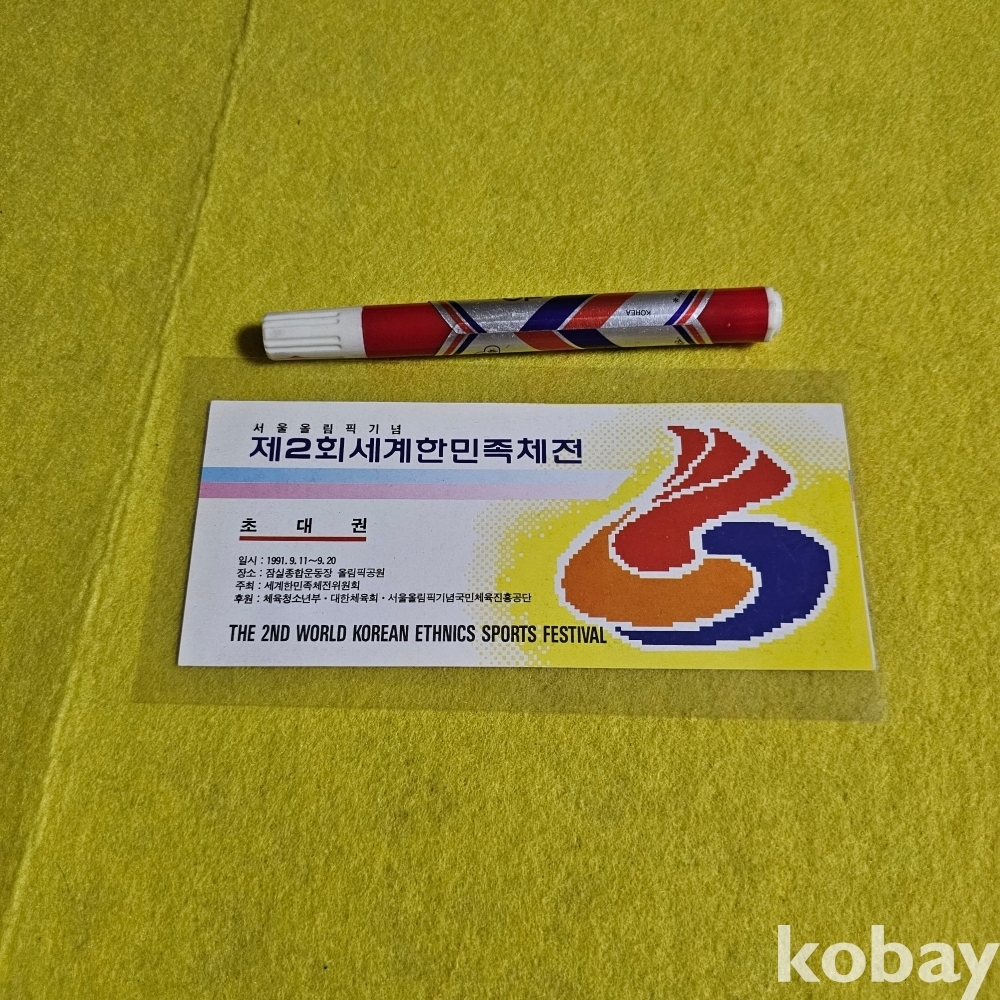 KOREA
서울올림픽기념
제2회세계한민족체전
초 대 권
일시 : 1991. 9. 11~9. 20
장소 : 잠실종합운동장 올림픽공원
주최 : 세계한민족체전위원회
후원 : 체육청소년부·대한체육회·서울올림픽기념국민체육진흥공단
THE 2ND WORLD KOREAN ETHNICS SPORTS FESTIVAL
kobay